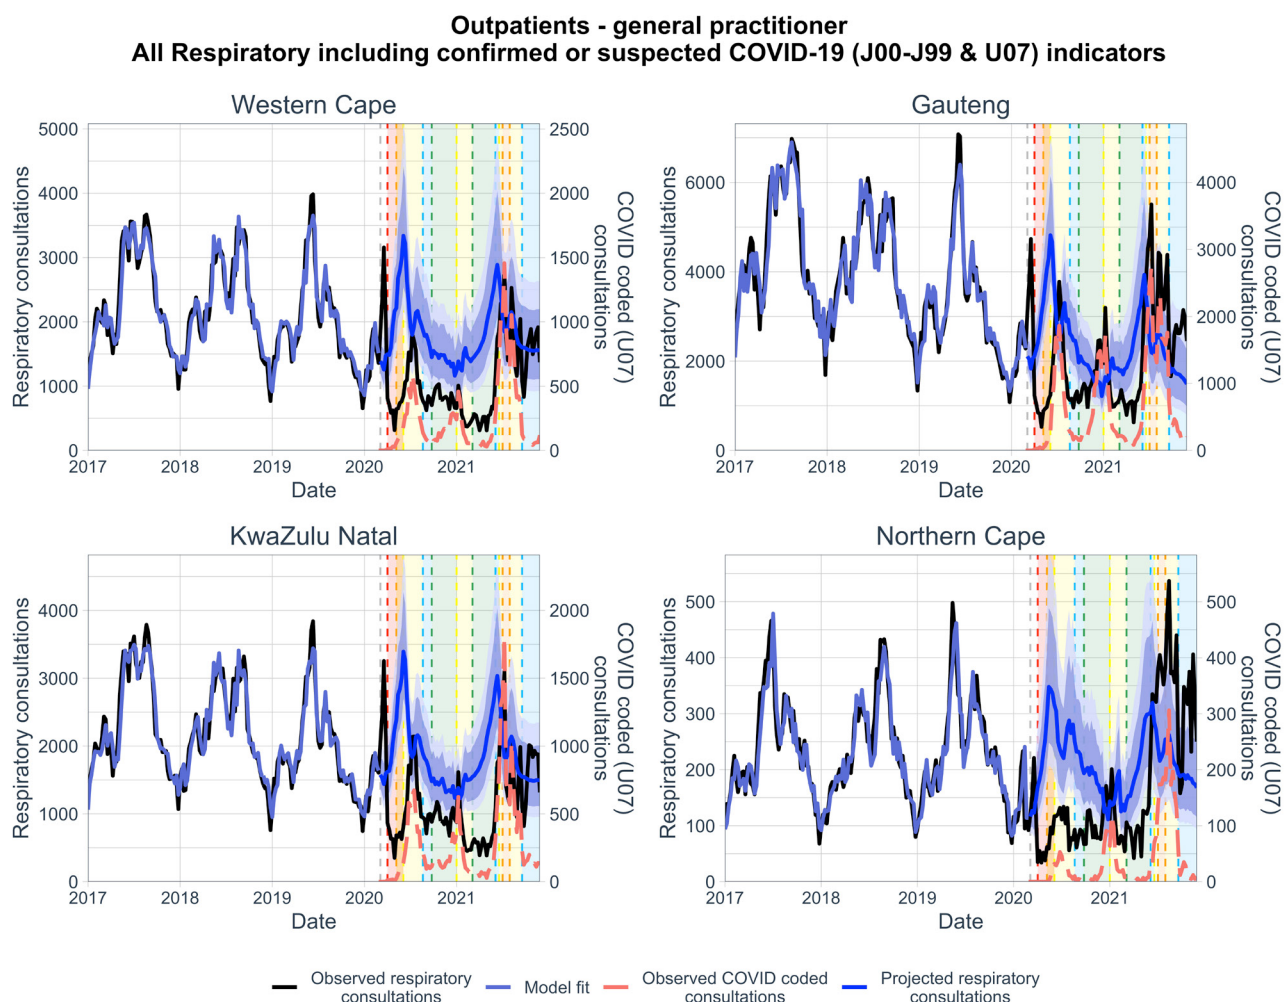 Outpatients - general practitioner
All Respiratory including confirmed or suspected COVID-19 (J00-J99 & U07) indicators
Western Cape
Respiratory consultations
5000
4000
3000
2000
1000
0
2500
2000
1500
1000
500
0
COVID coded (U07)
consultations
2017 2018 2019 2020 2021
Date
Gauteng
Respiratory consultations
6000
4000
2000
0
4000
3000
2000
1000
0
COVID coded (U07)
consultations
2017 2018 2019 2020 2021
Date
KwaZulu Natal
Respiratory consultations
4000
3000
2000
1000
0
2000
1500
1000
500
0
COVID coded (U07)
consultations
2017 2018 2019 2020 2021
Date
Northern Cape
Respiratory consultations
500
400
300
200
100
0
500
400
300
200
100
0
COVID coded (U07)
consultations
2017 2018 2019 2020 2021
Date
Observed respiratory
consultations
Model fit
Observed COVID coded
consultations
Projected respiratory
consultations